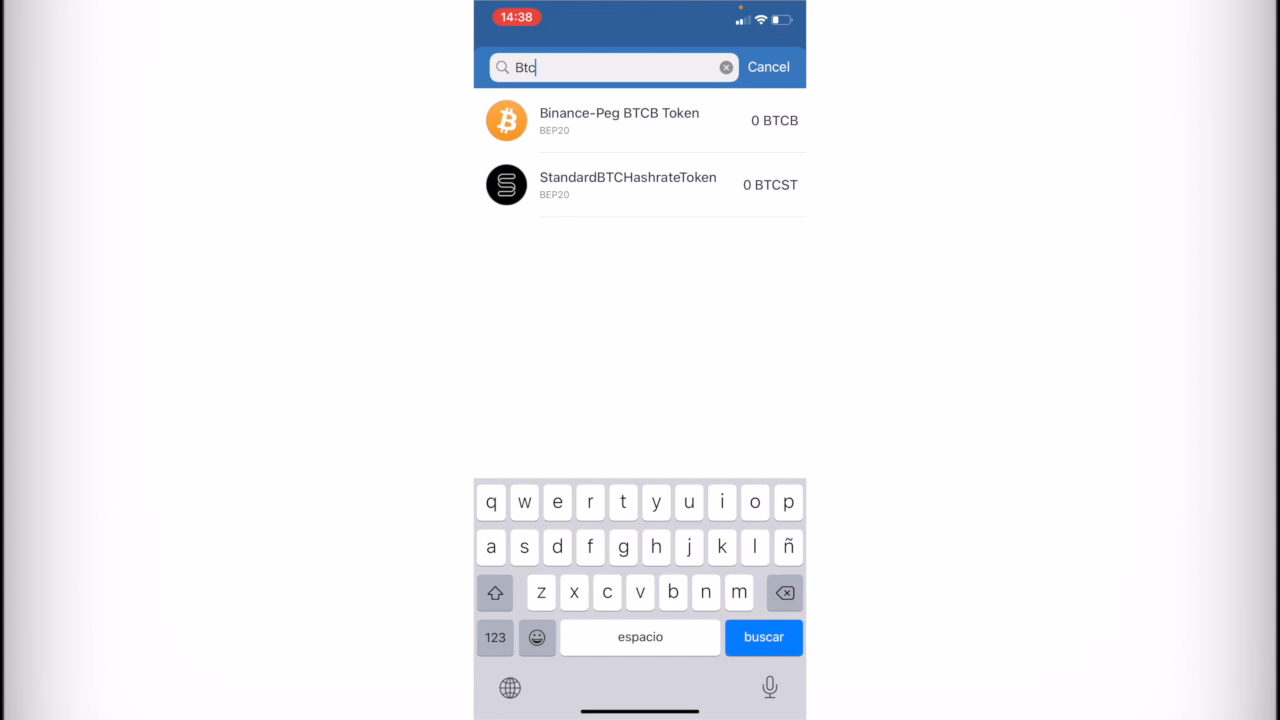 14:38
Btc
Cancel
Binance-Peg BTCB Token
BEP20
0 BTCB
StandardBTCHashrateToken
BEP20
0 BTCST
q w e r t y u i o p
a s d f g h j k l ñ
z x c v b n m
123 espacio buscar